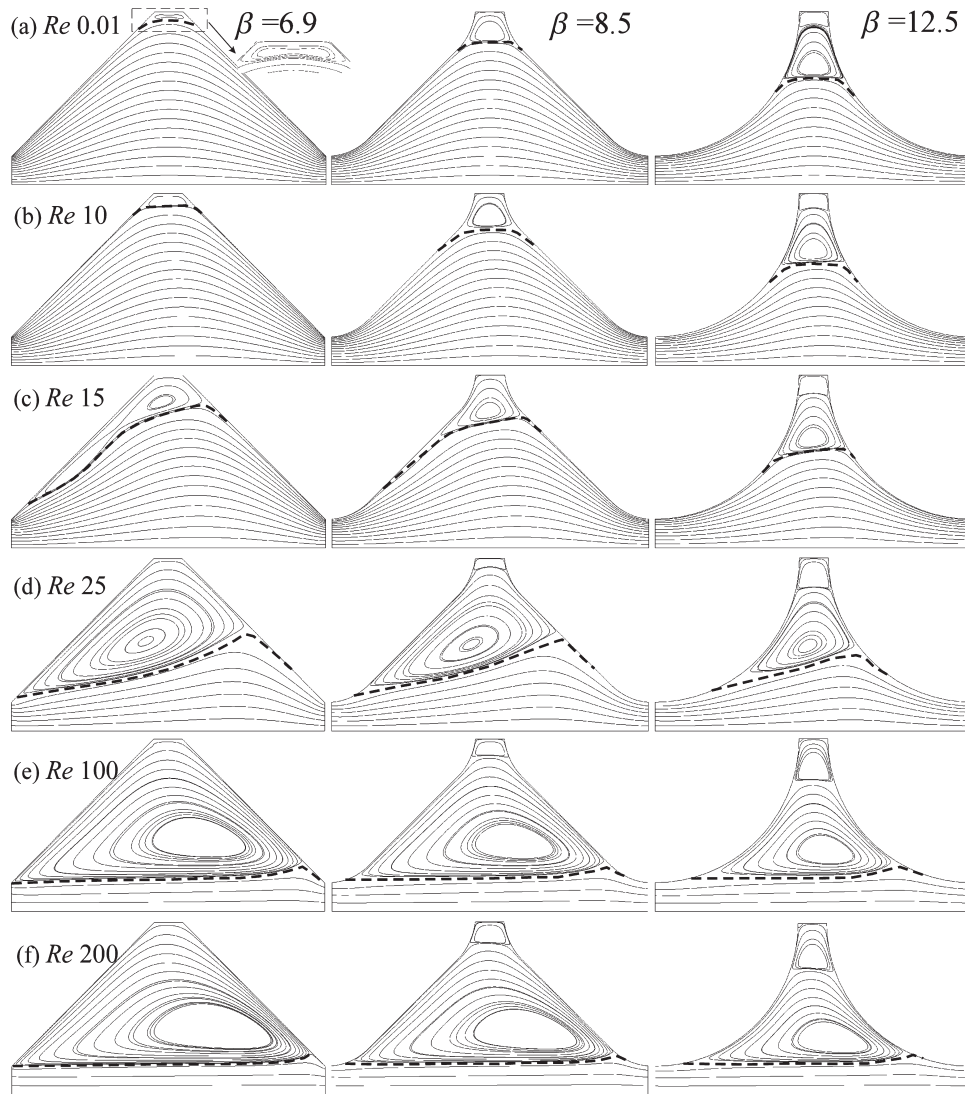 (a) Re 0.01 β =6.9 β =8.5 β =12.5
(b) Re 10
(c) Re 15
(d) Re 25
(e) Re 100
(f) Re 200